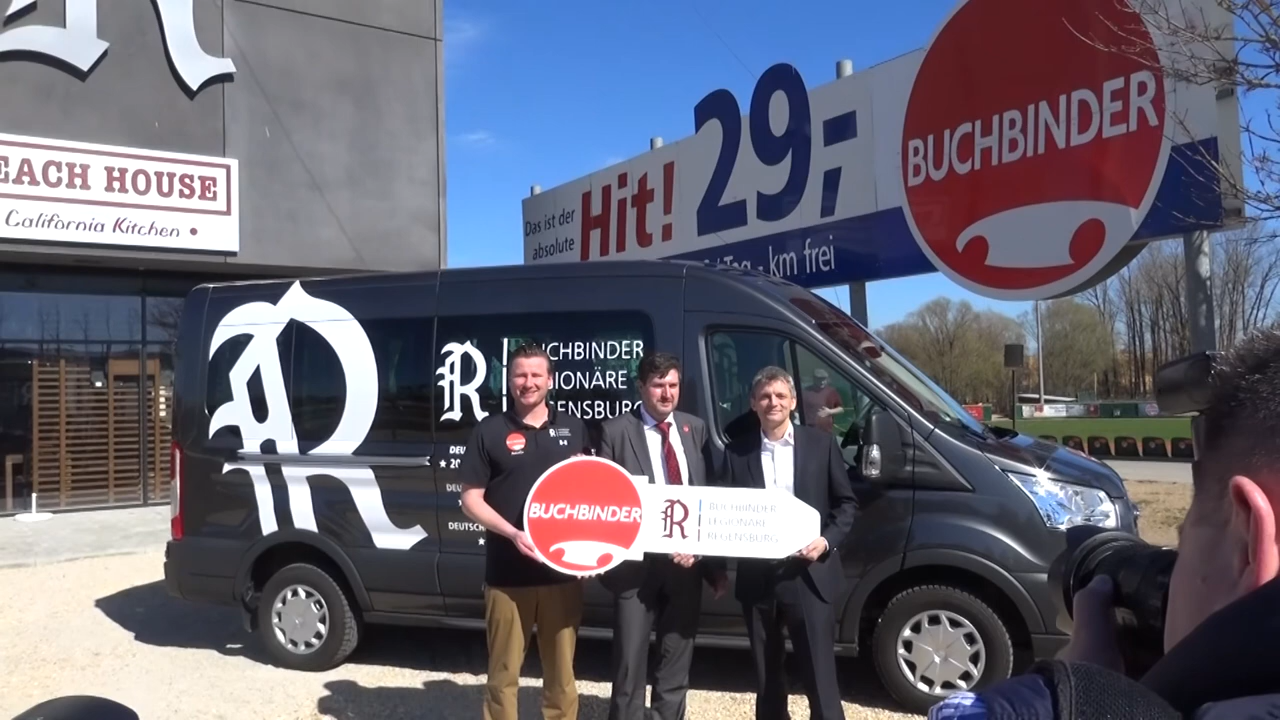 R
EACH HOUSE
California Kitchen
Das ist der
absolute
Hit!
29,-
km frei
BUCHBINDER
R
R
BUCHBINDER
LEGIONÄRE
REGENSBURG
BUCHBINDER
R
BUCHBINDER
LEGIONÄRE
REGENSBURG